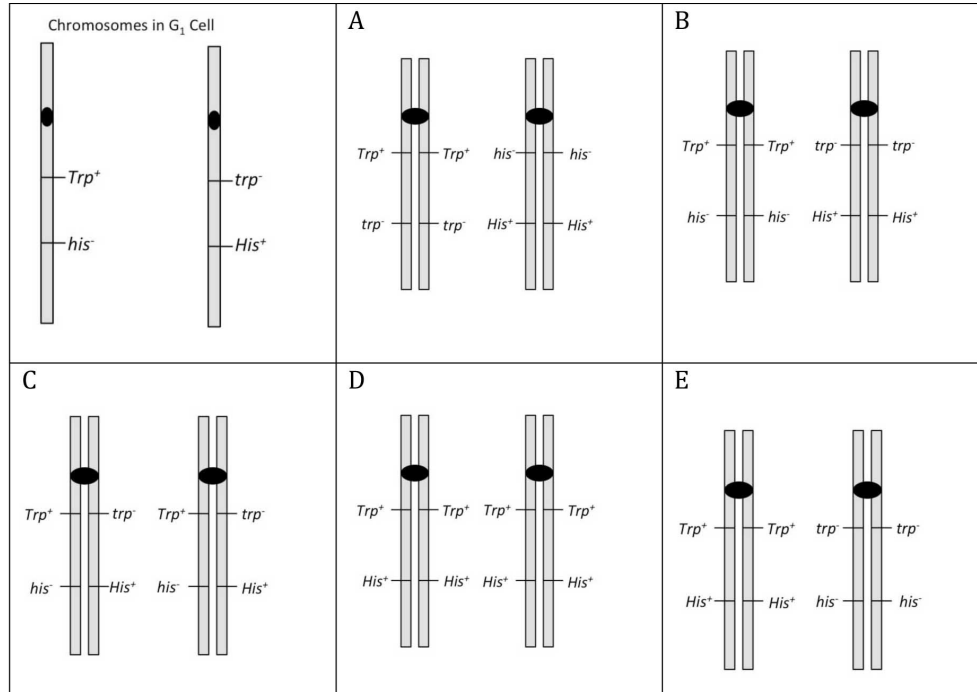 Chromosomes in G₁ Cell
Trp⁺
his⁻
trp⁻
His⁺
A
Trp⁺ Trp⁺ his⁻ his⁻
trp⁻ trp⁻ His⁺ His⁺
B
Trp⁺ Trp⁺ trp⁻ trp⁻
his⁻ his⁻ His⁺ His⁺
C
Trp⁺ trp⁻ Trp⁺ trp⁻
his⁻ His⁺ his⁻ His⁺
D
Trp⁺ Trp⁺ Trp⁺ Trp⁺
His⁺ His⁺ His⁺ His⁺
E
Trp⁺ Trp⁺ trp⁻ trp⁻
His⁺ His⁺ his⁻ his⁻